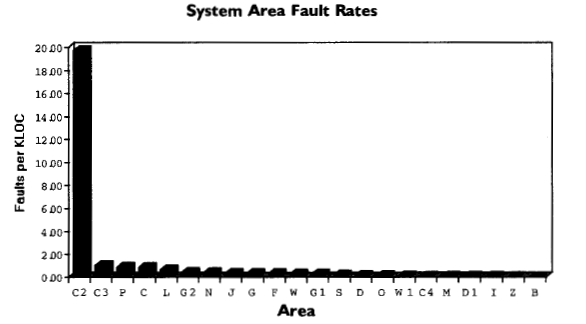 System Area Fault Rates
20.00
18.00
16.00
14.00
12.00
10.00
8.00
6.00
4.00
2.00
0.00
Faults per KLOC
C2 C3 P C L G2 N J G F W G1 S D O W1 C4 M D1 I Z B
Area